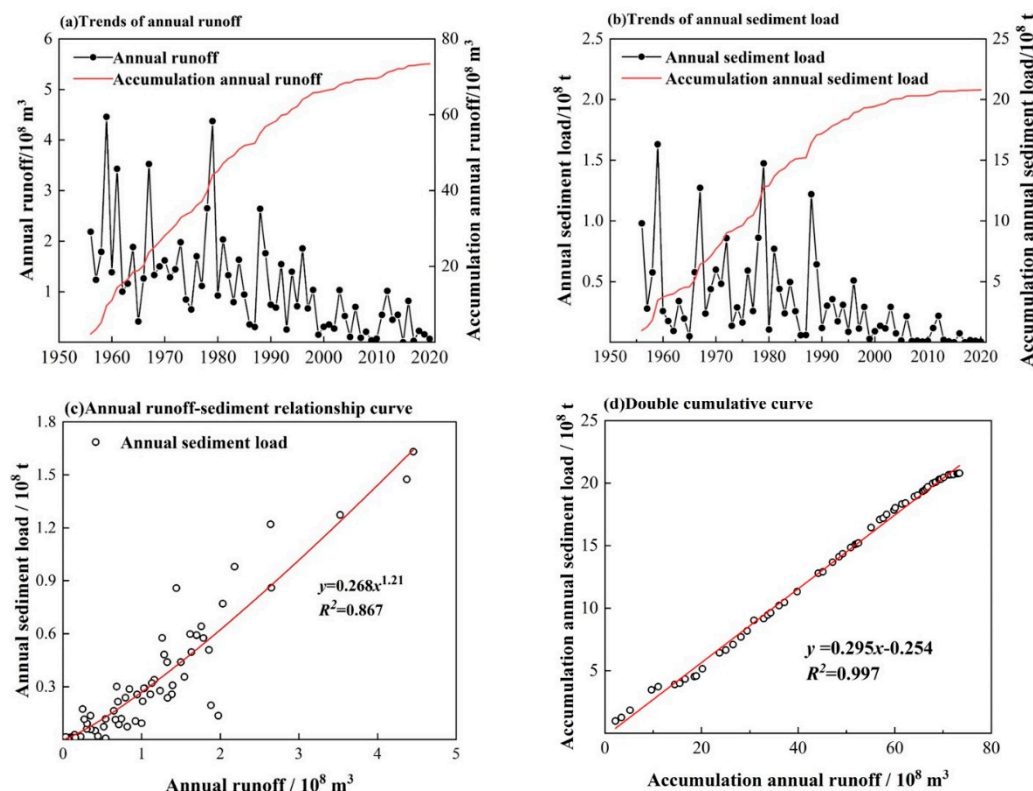 (a)Trends of annual runoff
Annual runoff
Accumulation annual runoff
Annual runoff/10⁸ m³
Accumulation annual runoff/10⁸ m³
6
5
4
3
2
1
80
60
40
20
1950 1960 1970 1980 1990 2000 2010 2020
(b)Trends of annual sediment load
Annual sediment load
Accumulation annual sediment load
Annual sediment load/10⁸ t
Accumulation annual sediment load/10⁸ t
2.5
2.0
1.5
1.0
0.5
25
20
15
10
5
1950 1960 1970 1980 1990 2000 2010 2020
(c)Annual runoff-sediment relationship curve
Annual sediment load
Annual sediment load / 10⁸ t
1.8
1.5
1.2
0.9
0.6
0.3
y=0.268x^1.21
R²=0.867
0 1 2 3 4 5
Annual runoff / 10⁸ m³
(d)Double cumulative curve
Accumulation annual sediment load / 10⁸ t
25
20
15
10
5
y =0.295x-0.254
R²=0.997
0 20 40 60 80
Accumulation annual runoff / 10⁸ m³